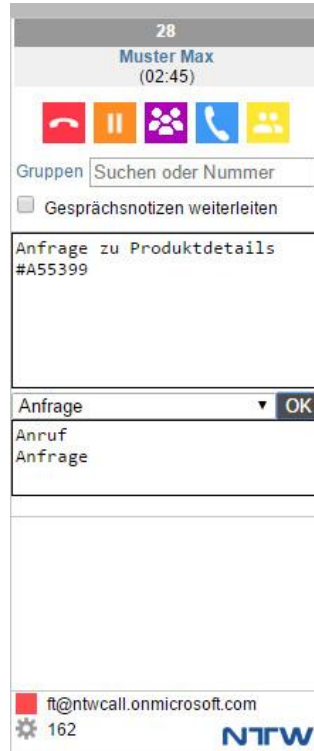 28
Muster Max
(02:45)
Gruppen Suchen oder Nummer
Gesprächsnotizen weiterleiten
Anfrage zu Produktdetails
#A55399
Anfrage OK
Anruf
Anfrage
ft@ntwcall.onmicrosoft.com
162
NTW